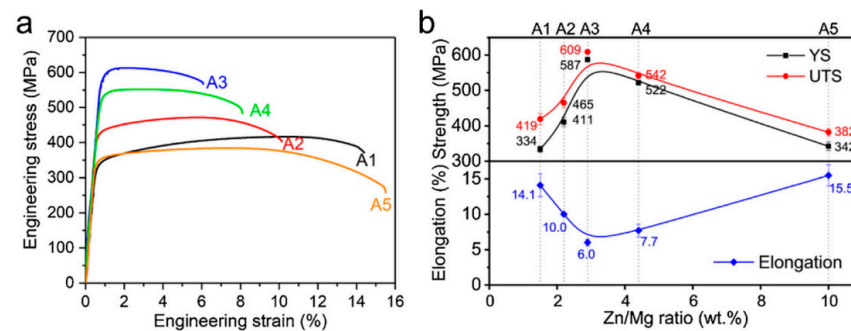 a
Engineering stress (MPa)
700
600
500
400
300
200
100
0
0 2 4 6 8 10 12 14 16
Engineering strain (%)
A3
A4
A2
A1
A5
b
A1 A2 A3 A4 A5
Elongation (%) Strength (MPa)
600
500
400
300
15
10
5
0
0 2 4 6 8 10
Zn/Mg ratio (wt.%)
YS
UTS
609
587
542
522
465
411
419
334
382
342
14.1
10.0
6.0
7.7
15.5
Elongation